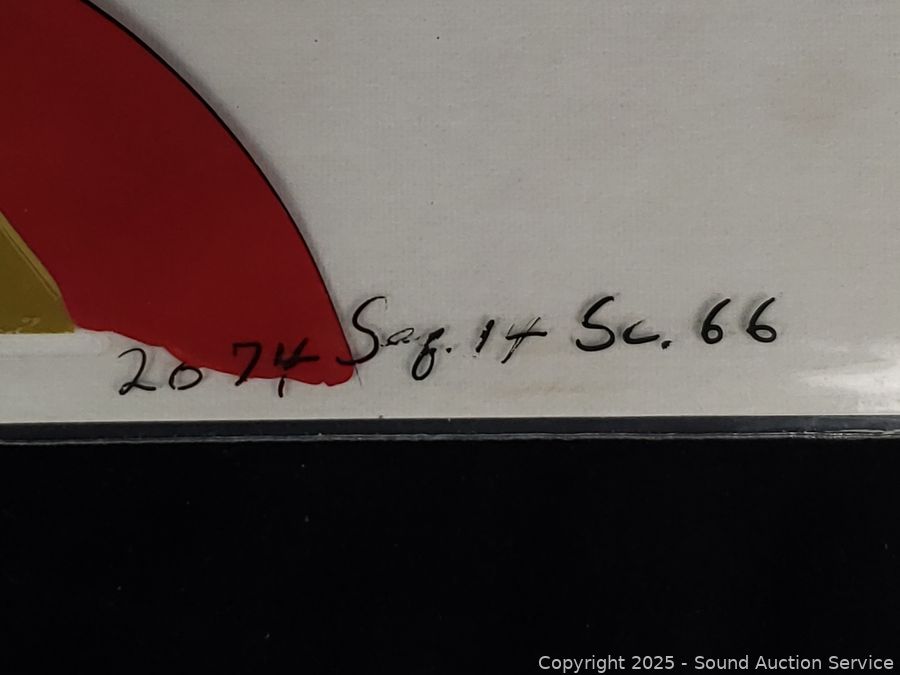 2074 Seq. 14 Sc. 66
Copyright © 2025 - Sound Auction Service